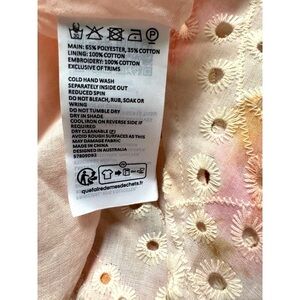 MAIN: 65% POLYESTER, 35% COTTON
LINING: 100% COTTON
EMBROIDERY: 100% COTTON
EXCLUSIVE OF TRIMS
COLD HAND WASH
SEPARATELY INSIDE OUT
REDUCED SPIN
DO NOT BLEACH, RUB, SOAK OR
WRING
DO NOT TUMBLE DRY
DRY IN SHADE
COOL IRON ON REVERSE SIDE IF
REQUIRED
DRY CLEANABLE (P)
AVOID ROUGH SURFACES AS THIS
MAY DAMAGE FABRIC
MADE IN CHINA
57809D92
quefairedemesdechets.fr